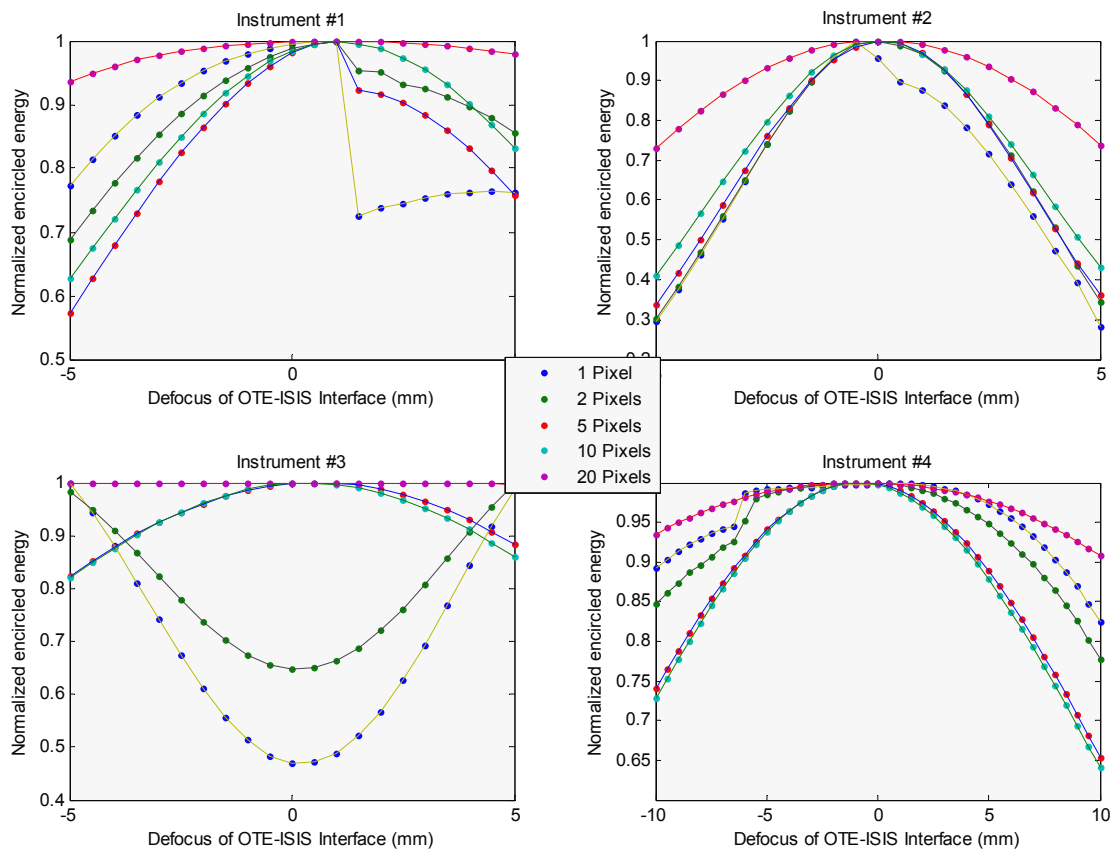 Instrument #1
1
0.9
0.8
0.7
0.6
0.5
-5
0
5
Normalized encircled energy
Defocus of OTE-ISIS Interface (mm)
Instrument #2
1
0.9
0.8
0.7
0.6
0.5
0.4
0.3
0
5
Normalized encircled energy
Defocus of OTE-ISIS Interface (mm)
1 Pixel
2 Pixels
5 Pixels
10 Pixels
20 Pixels
Instrument #3
1
0.9
0.8
0.7
0.6
0.5
0.4
-5
0
5
Normalized encircled energy
Defocus of OTE-ISIS Interface (mm)
Instrument #4
0.95
0.9
0.85
0.8
0.75
0.7
0.65
-10
-5
0
5
10
Normalized encircled energy
Defocus of OTE-ISIS Interface (mm)